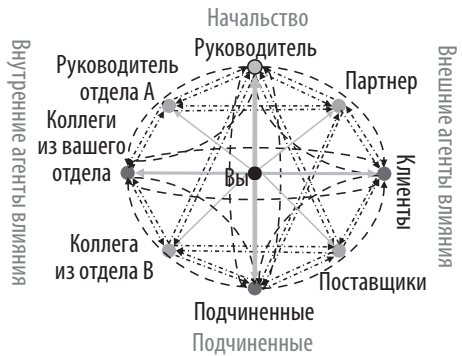 Начальство
Руководитель
Руководитель
отдела А
Партнер
Коллеги
из вашего
отдела
Вы
Клиенты
Коллега
из отдела В
Поставщики
Подчиненные
Подчиненные
Внутренние агенты влияния
Внешние агенты влияния